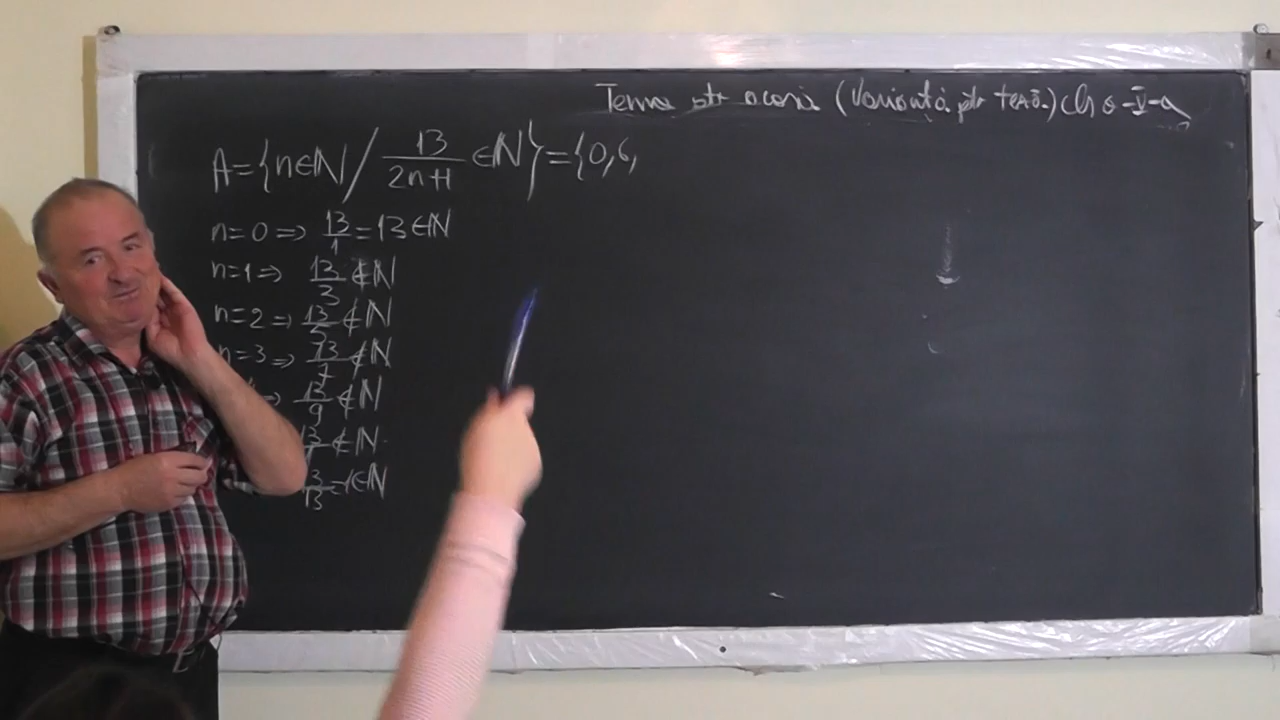 Tema ptr acasă (Varianta ptr teză.) cls a-V-a
A={n∈ℕ / 13/(2n+1) ∈ℕ}={0,6,
n=0 => 13/1 = 13 ∈ℕ
n=1 => 13/3 ∉ℕ
n=2 => 13/5 ∉ℕ
n=3 => 13/7 ∉ℕ
=> 13/9 ∉ℕ
∉ℕ
13/13 = 1∈ℕ